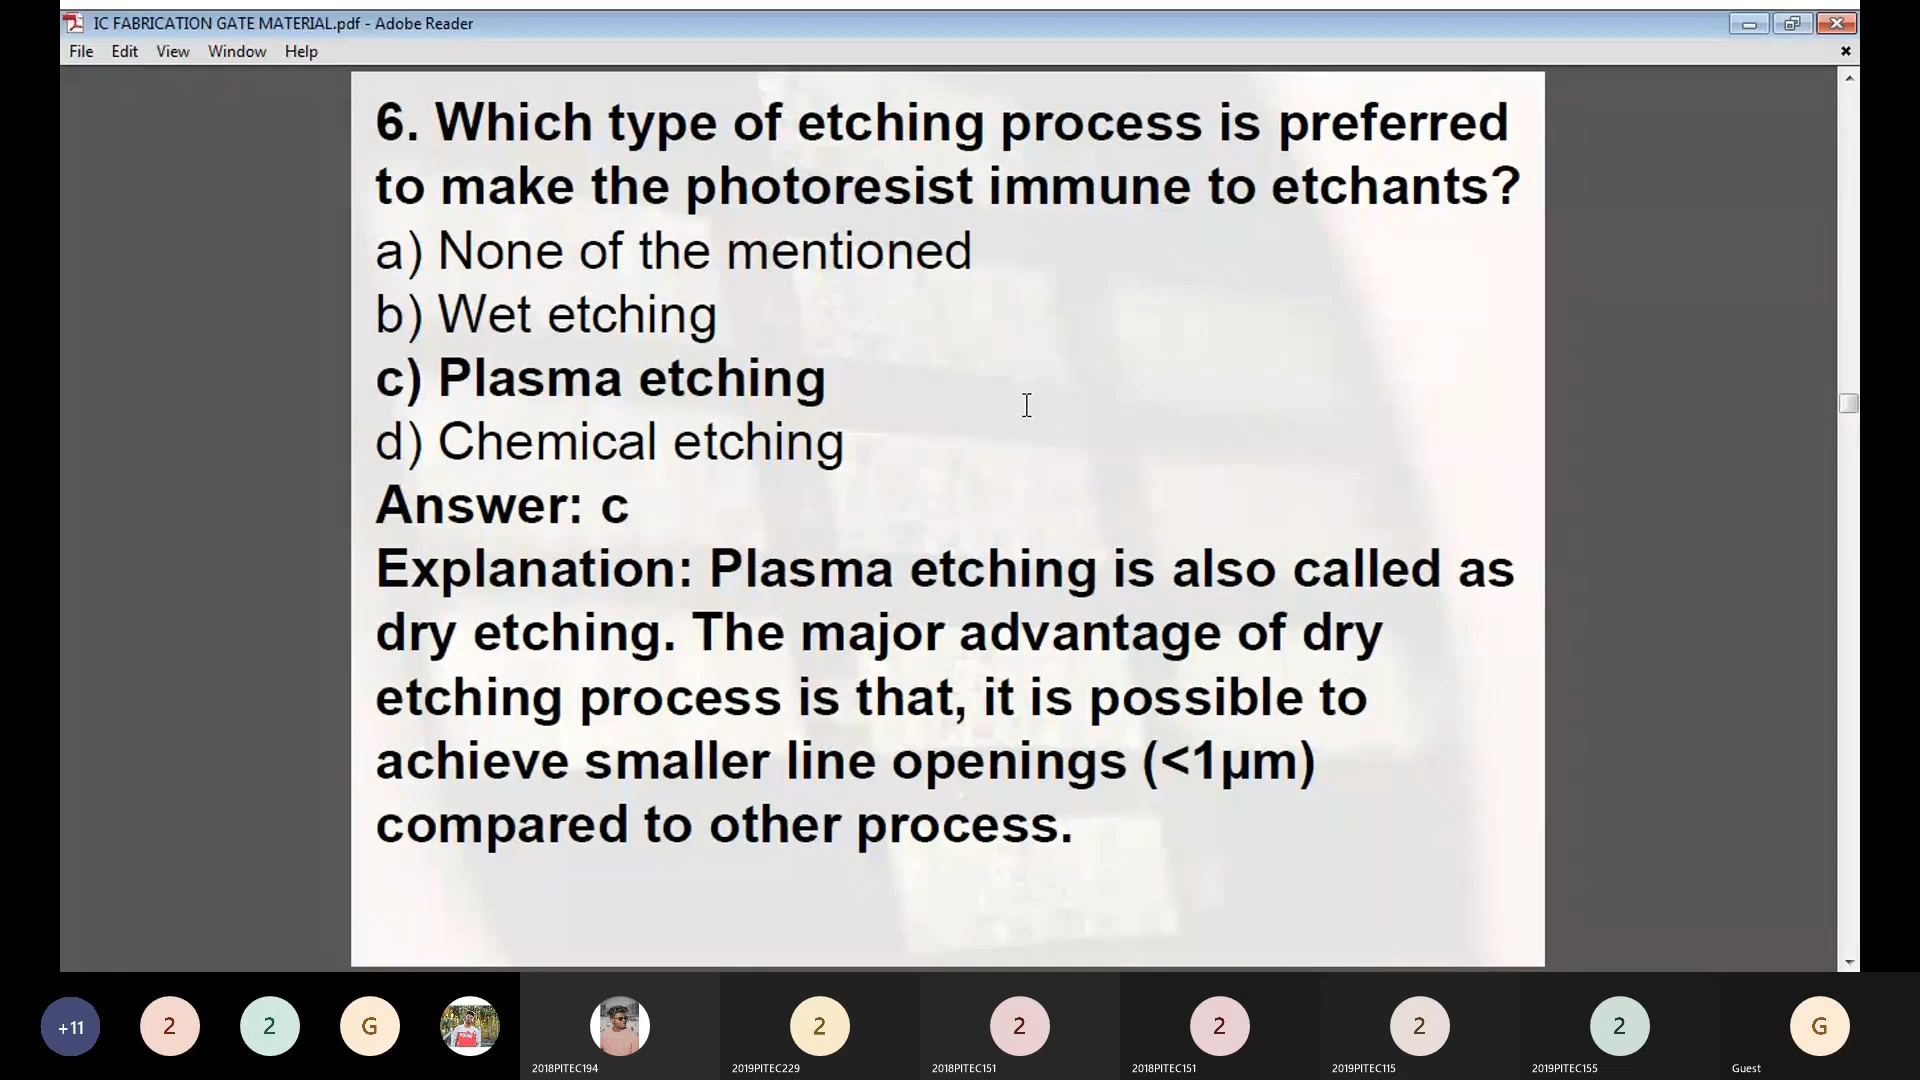 IC FABRICATION GATE MATERIAL.pdf - Adobe Reader
File Edit View Window Help
6. Which type of etching process is preferred
to make the photoresist immune to etchants?
a) None of the mentioned
b) Wet etching
c) Plasma etching
d) Chemical etching
Answer: c
Explanation: Plasma etching is also called as
dry etching. The major advantage of dry
etching process is that, it is possible to
achieve smaller line openings (<1µm)
compared to other process.
+11 2 2 G 2 2 2 2 2 G
2018PITEC194 2019PITEC229 2018PITEC151 2018PITEC151 2019PITEC115 2019PITEC155 Guest